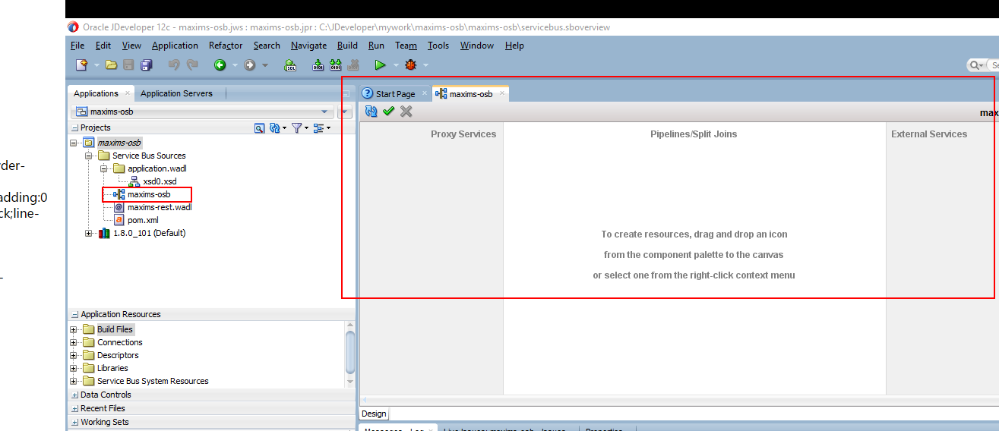 Oracle JDeveloper 12c - maxims-osb.jws : maxims-osb.jpr : C:\JDeveloper\mywork\maxims-osb\maxims-osb\servicebus.sboverview
File Edit View Application Refactor Search Navigate Build Run Team Tools Window Help
Applications
Application Servers
maxims-osb
Projects
maxims-osb
Service Bus Sources
application.wadl
xsd0.xsd
maxims-osb
maxims-rest.wadl
pom.xml
1.8.0_101 (Default)
Application Resources
Build Files
Connections
Descriptors
Libraries
Service Bus System Resources
Data Controls
Recent Files
Working Sets
Start Page
maxims-osb
Proxy Services
Pipelines/Split Joins
External Services
To create resources, drag and drop an icon
from the component palette to the canvas
or select one from the right-click context menu
Design
Messages - Log
Properties
der-
adding:0
ck;line-
-